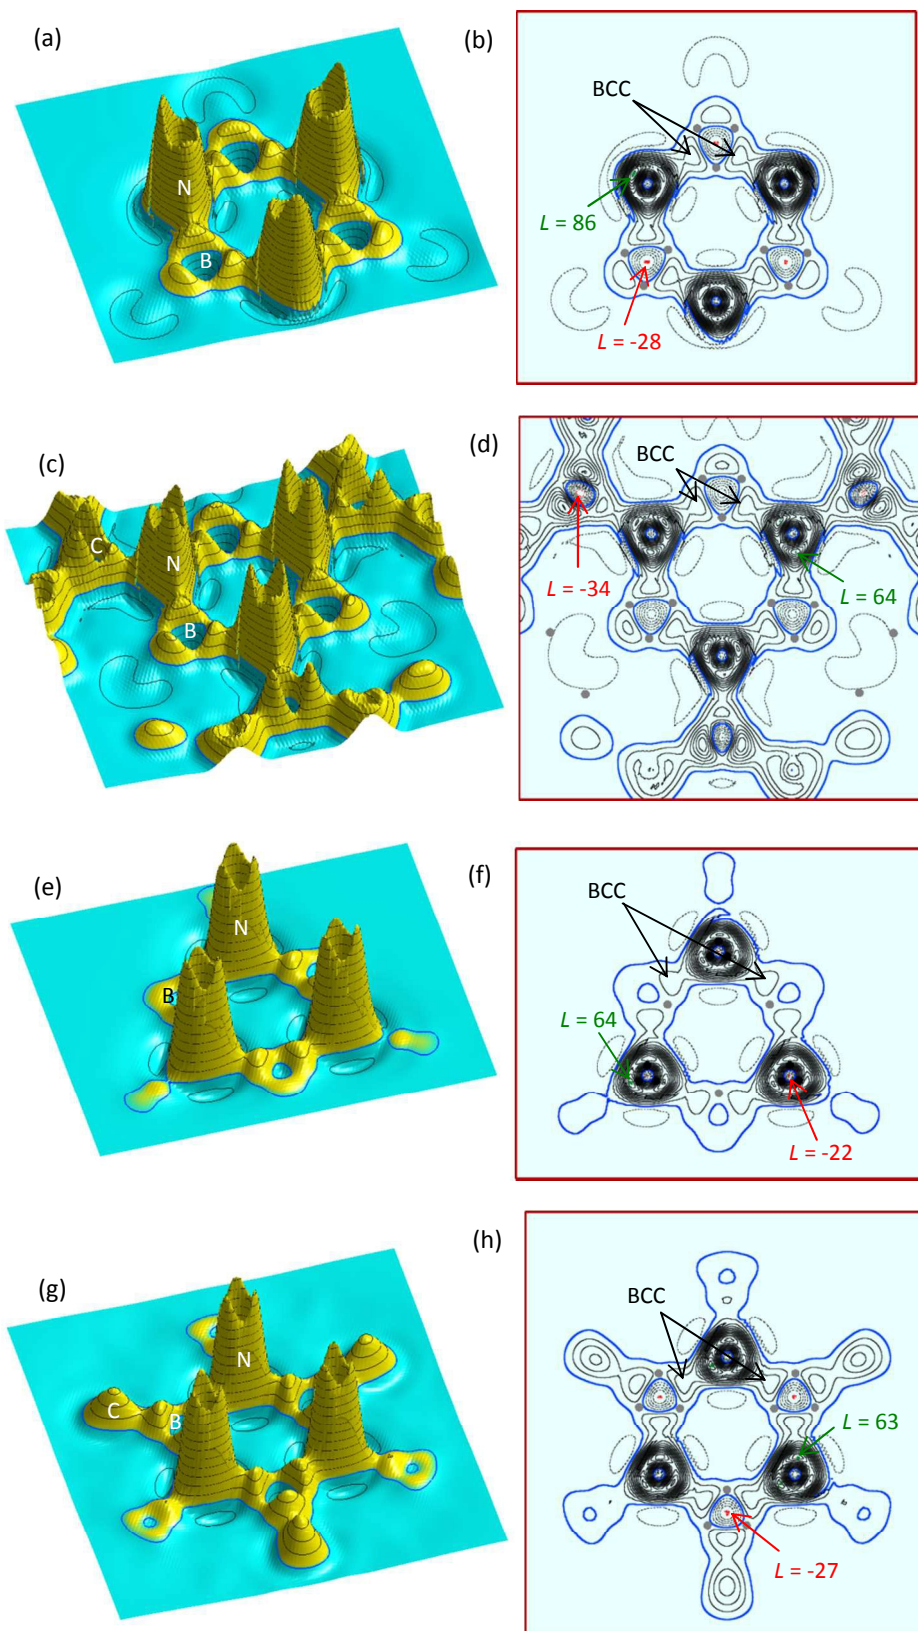 (a)
N
B
(b)
BCC
L = 86
L = -28
(c)
C
N
B
(d)
BCC
L = -34
L = 64
(e)
N
B
(f)
BCC
L = 64
L = -22
(g)
N
C
B
(h)
BCC
L = 63
L = -27